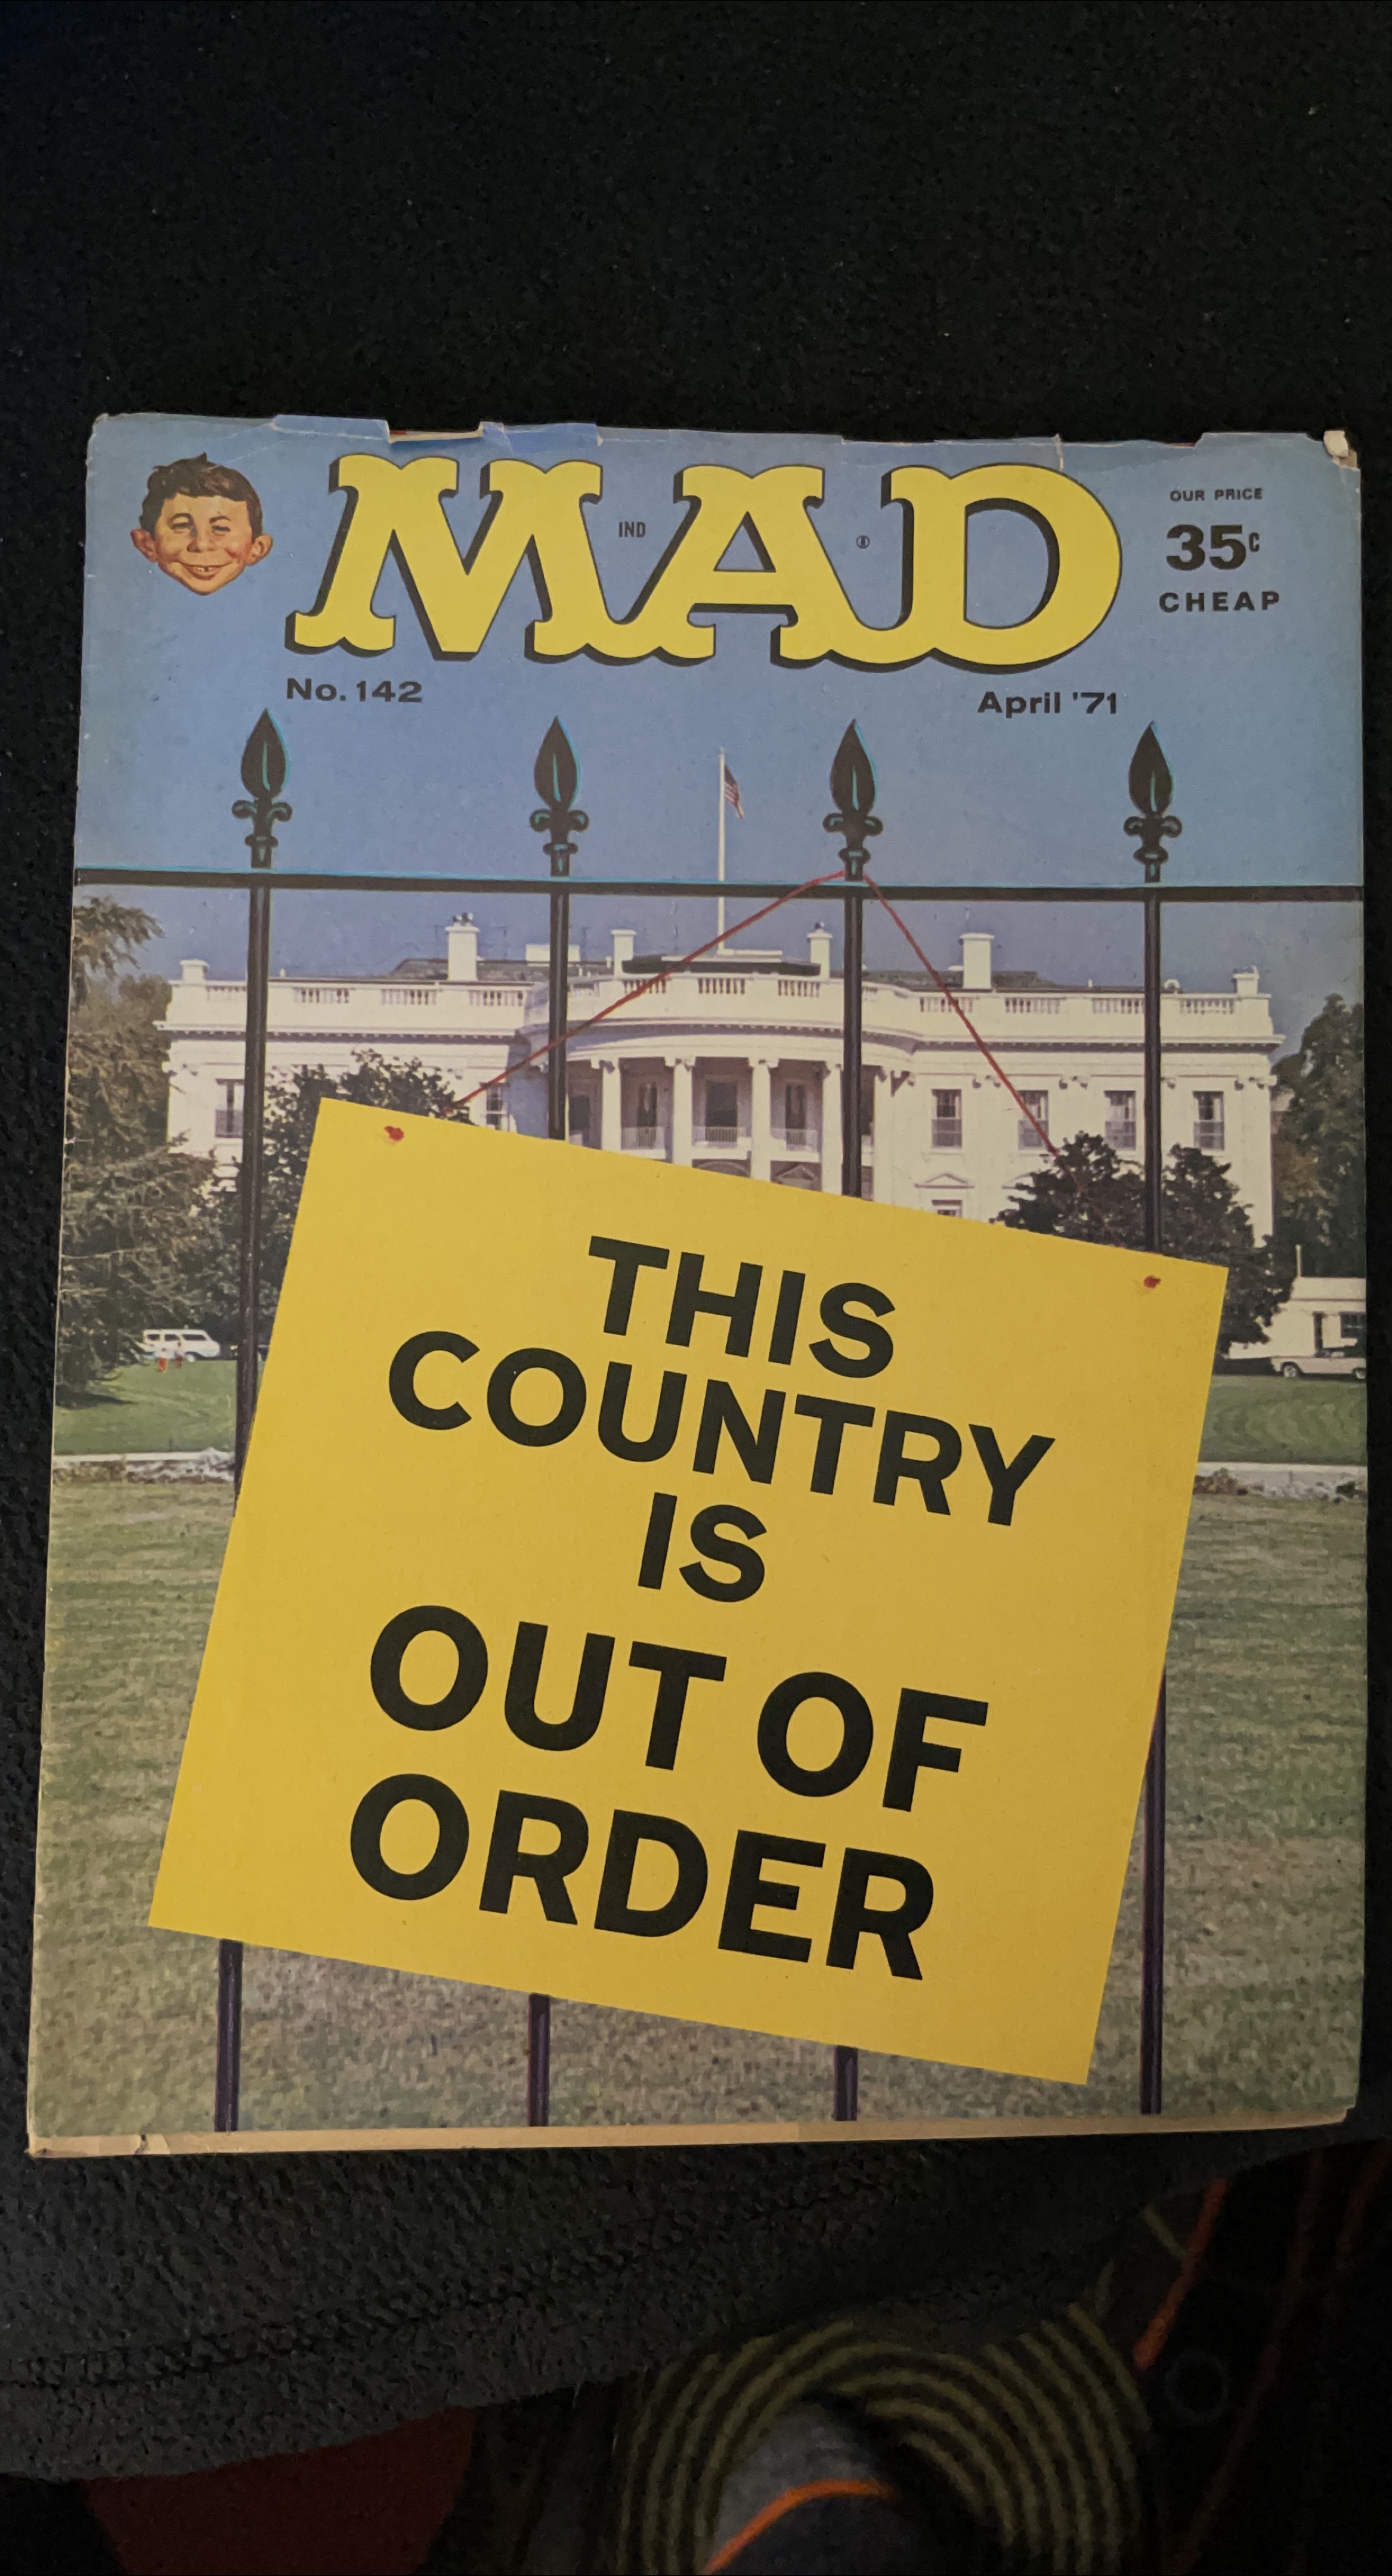 MAD
IND
OUR PRICE
35¢
CHEAP
No. 142
April '71
THIS
COUNTRY
IS
OUT OF
ORDER